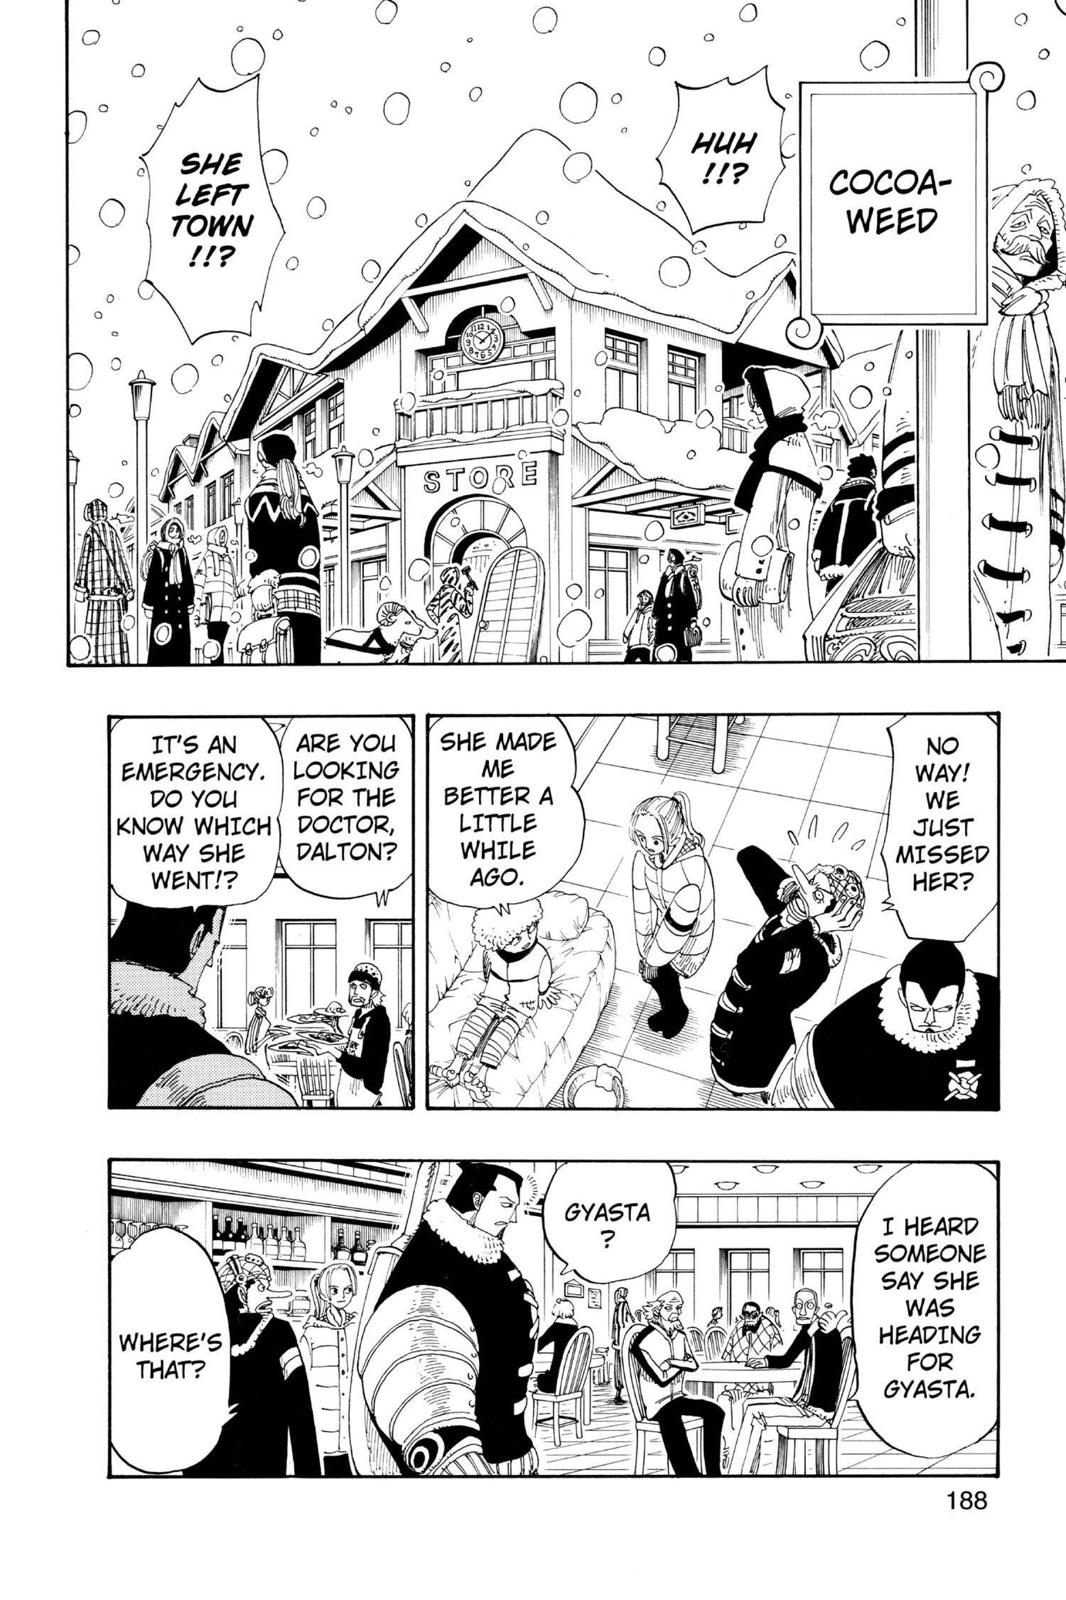 COCOA-
WEED
HUH
!!?
SHE
LEFT
TOWN
!!?
STORE
NO
WAY!
WE
JUST
MISSED
HER?
SHE MADE
ME
BETTER A
LITTLE
WHILE
AGO.
ARE YOU
LOOKING
FOR THE
DOCTOR,
DALTON?
IT'S AN
EMERGENCY.
DO YOU
KNOW WHICH
WAY SHE
WENT!?
I HEARD
SOMEONE
SAY SHE
WAS
HEADING
FOR
GYASTA.
GYASTA
?
WHERE'S
THAT?
188